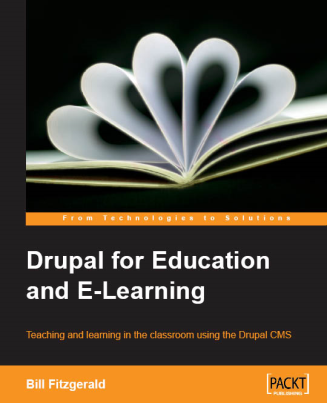 From Technologies to Solutions
Drupal for Education
and E-Learning
Teaching and learning in the classroom using the Drupal CMS
Bill Fitzgerald
[PACKT]
PUBLISHING